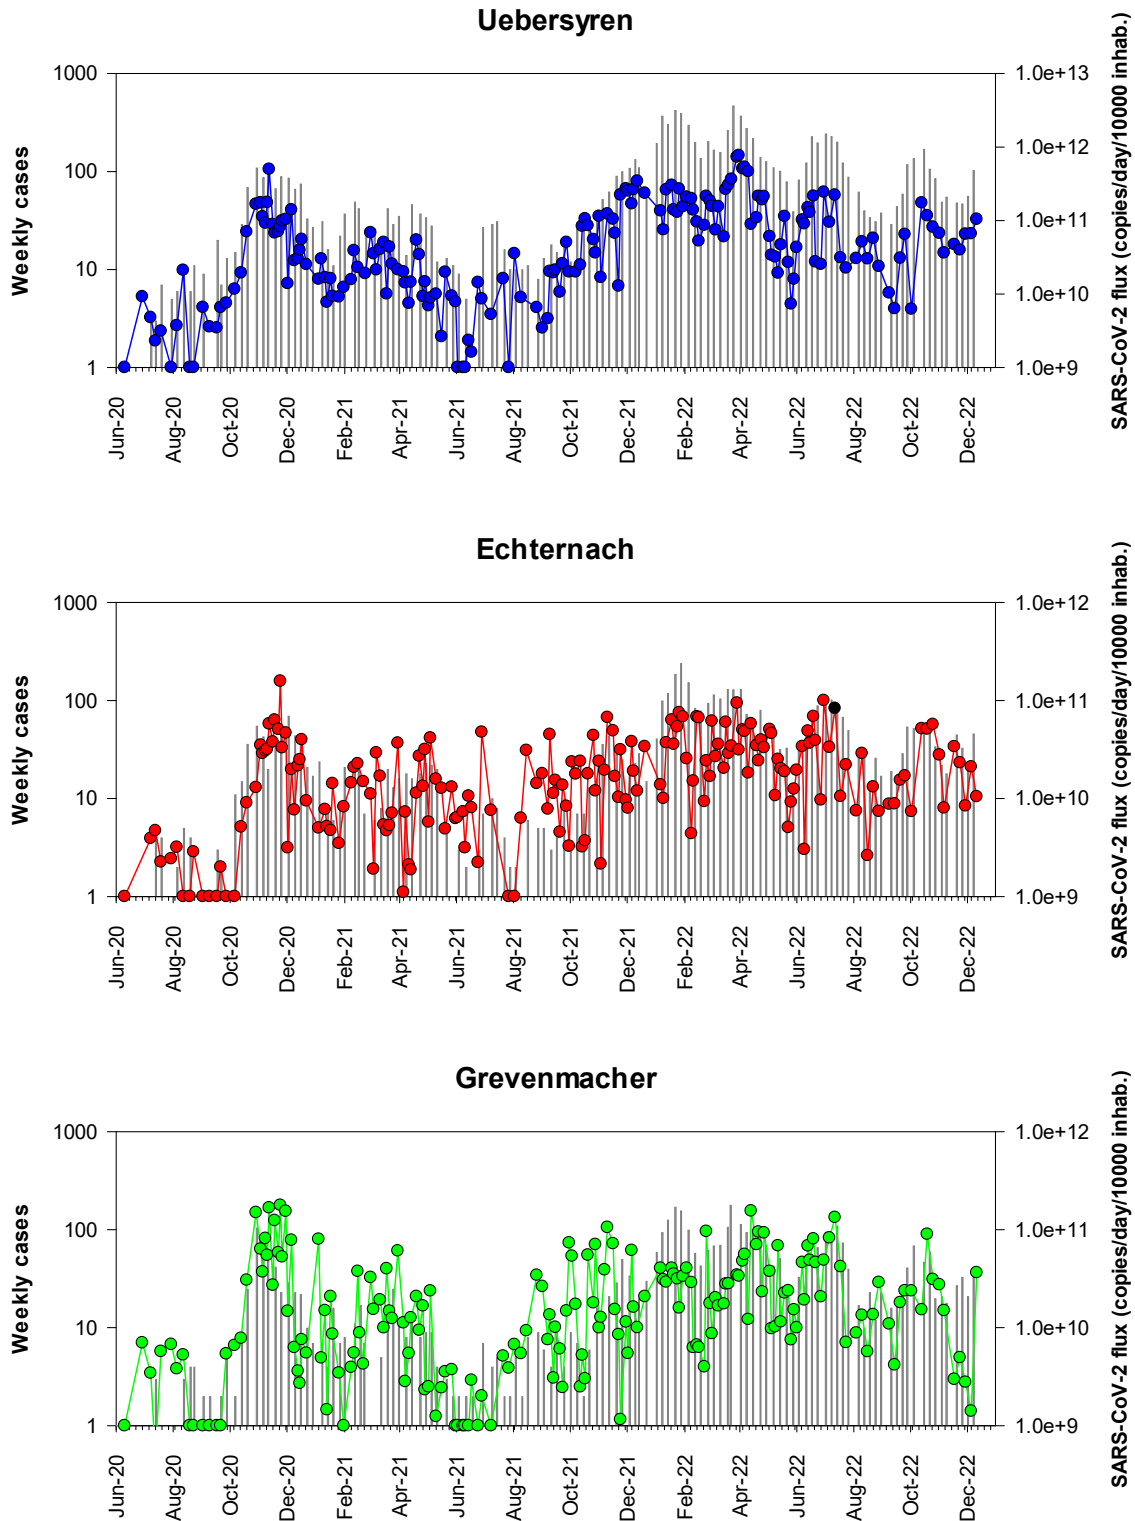 Uebersyren
Weekly cases
SARS-CoV-2 flux (copies/day/10000 inhab.)
1000
100
10
1
1.0e+13
1.0e+12
1.0e+11
1.0e+10
1.0e+9
Jun-20
Aug-20
Oct-20
Dec-20
Feb-21
Apr-21
Jun-21
Aug-21
Oct-21
Dec-21
Feb-22
Apr-22
Jun-22
Aug-22
Oct-22
Dec-22
Echternach
Weekly cases
SARS-CoV-2 flux (copies/day/10000 inhab.)
1000
100
10
1
1.0e+12
1.0e+11
1.0e+10
1.0e+9
Jun-20
Aug-20
Oct-20
Dec-20
Feb-21
Apr-21
Jun-21
Aug-21
Oct-21
Dec-21
Feb-22
Apr-22
Jun-22
Aug-22
Oct-22
Dec-22
Grevenmacher
Weekly cases
SARS-CoV-2 flux (copies/day/10000 inhab.)
1000
100
10
1
1.0e+12
1.0e+11
1.0e+10
1.0e+9
Jun-20
Aug-20
Oct-20
Dec-20
Feb-21
Apr-21
Jun-21
Aug-21
Oct-21
Dec-21
Feb-22
Apr-22
Jun-22
Aug-22
Oct-22
Dec-22